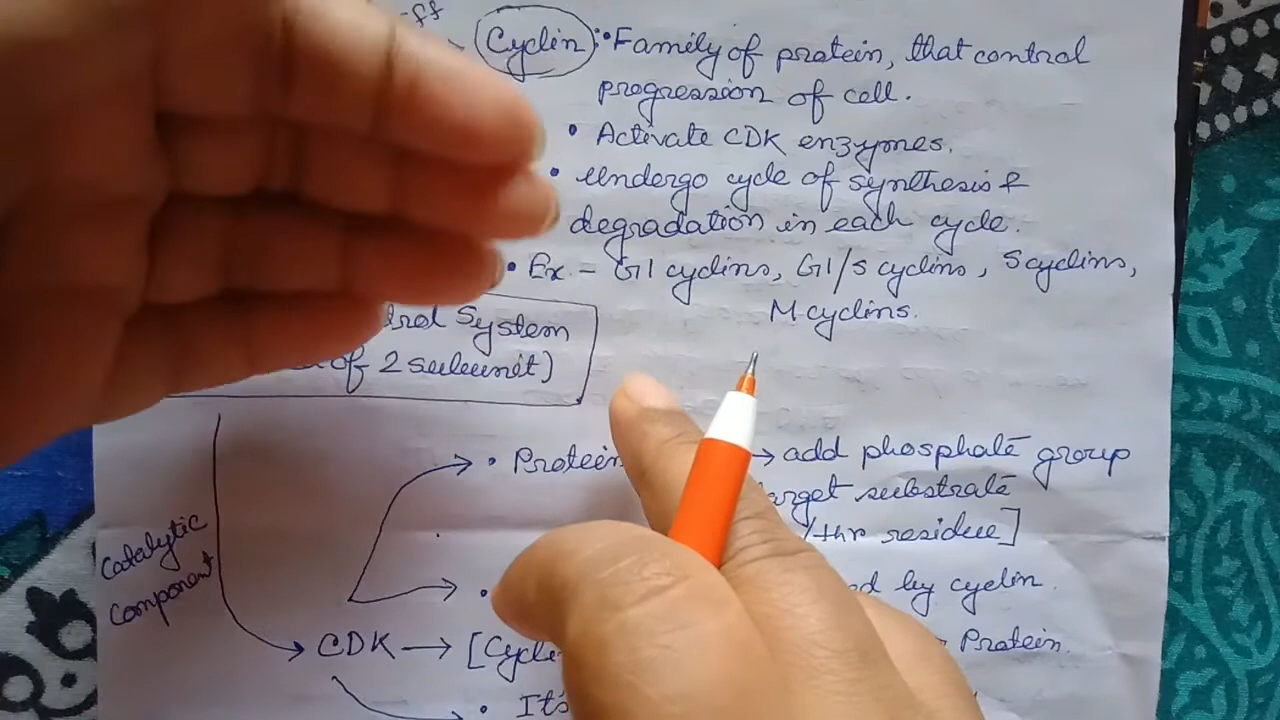 Cyclin : • Family of protein, that control
progression of cell.
• Activate CDK enzymes.
• undergo cycle of synthesis &
degradation in each cycle.
• Ex - G1 cyclins, G1/S cyclins, S cyclins,
M cyclins.
System
of 2 subunit)
• Protein → add phosphate group
target substrate
/thr residue]
Catalytic
component
• by cyclin.
CDK → [Cycli Protein.
• It's